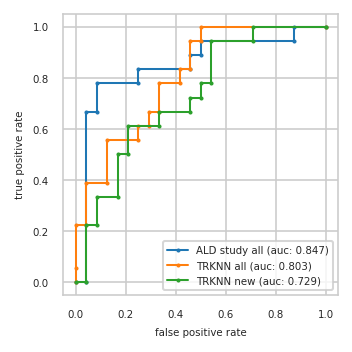 1.0
0.8
0.6
0.4
0.2
0.0
true positive rate
ALD study all (auc: 0.847)
TRKNN all (auc: 0.803)
TRKNN new (auc: 0.729)
0.0 0.2 0.4 0.6 0.8 1.0
false positive rate